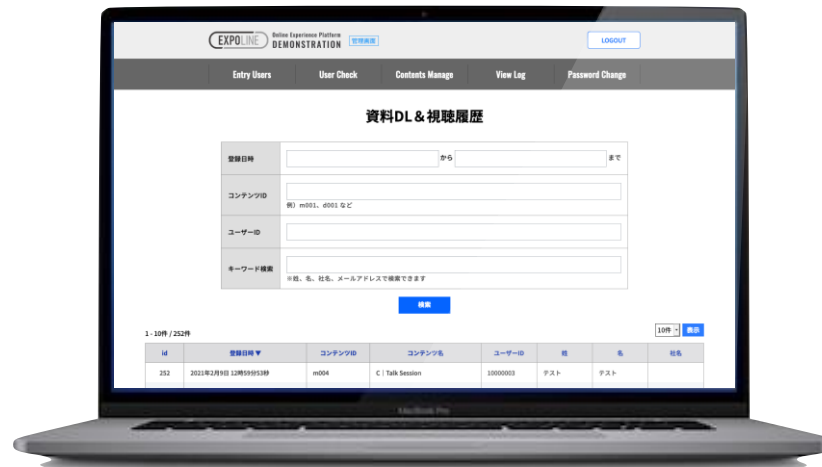 EXPOLINE
Online Experience Platform
DEMONSTRATION
管理画面
LOGOUT
Entry Users
User Check
Contents Manage
View Log
Password Change
資料DL＆視聴履歴
登録日時 から まで
コンテンツID
例）m001、d001 など
ユーザーID
キーワード検索
※姓、名、社名、メールアドレスで検索できます
検索
1 - 10件 / 252件
10件 表示
id 登録日時▼ コンテンツID コンテンツ名 ユーザーID 姓 名 社名
252 2021年2月9日 12時59分53秒 m004 C｜Talk Session 10000003 テスト テスト
MacBook Pro